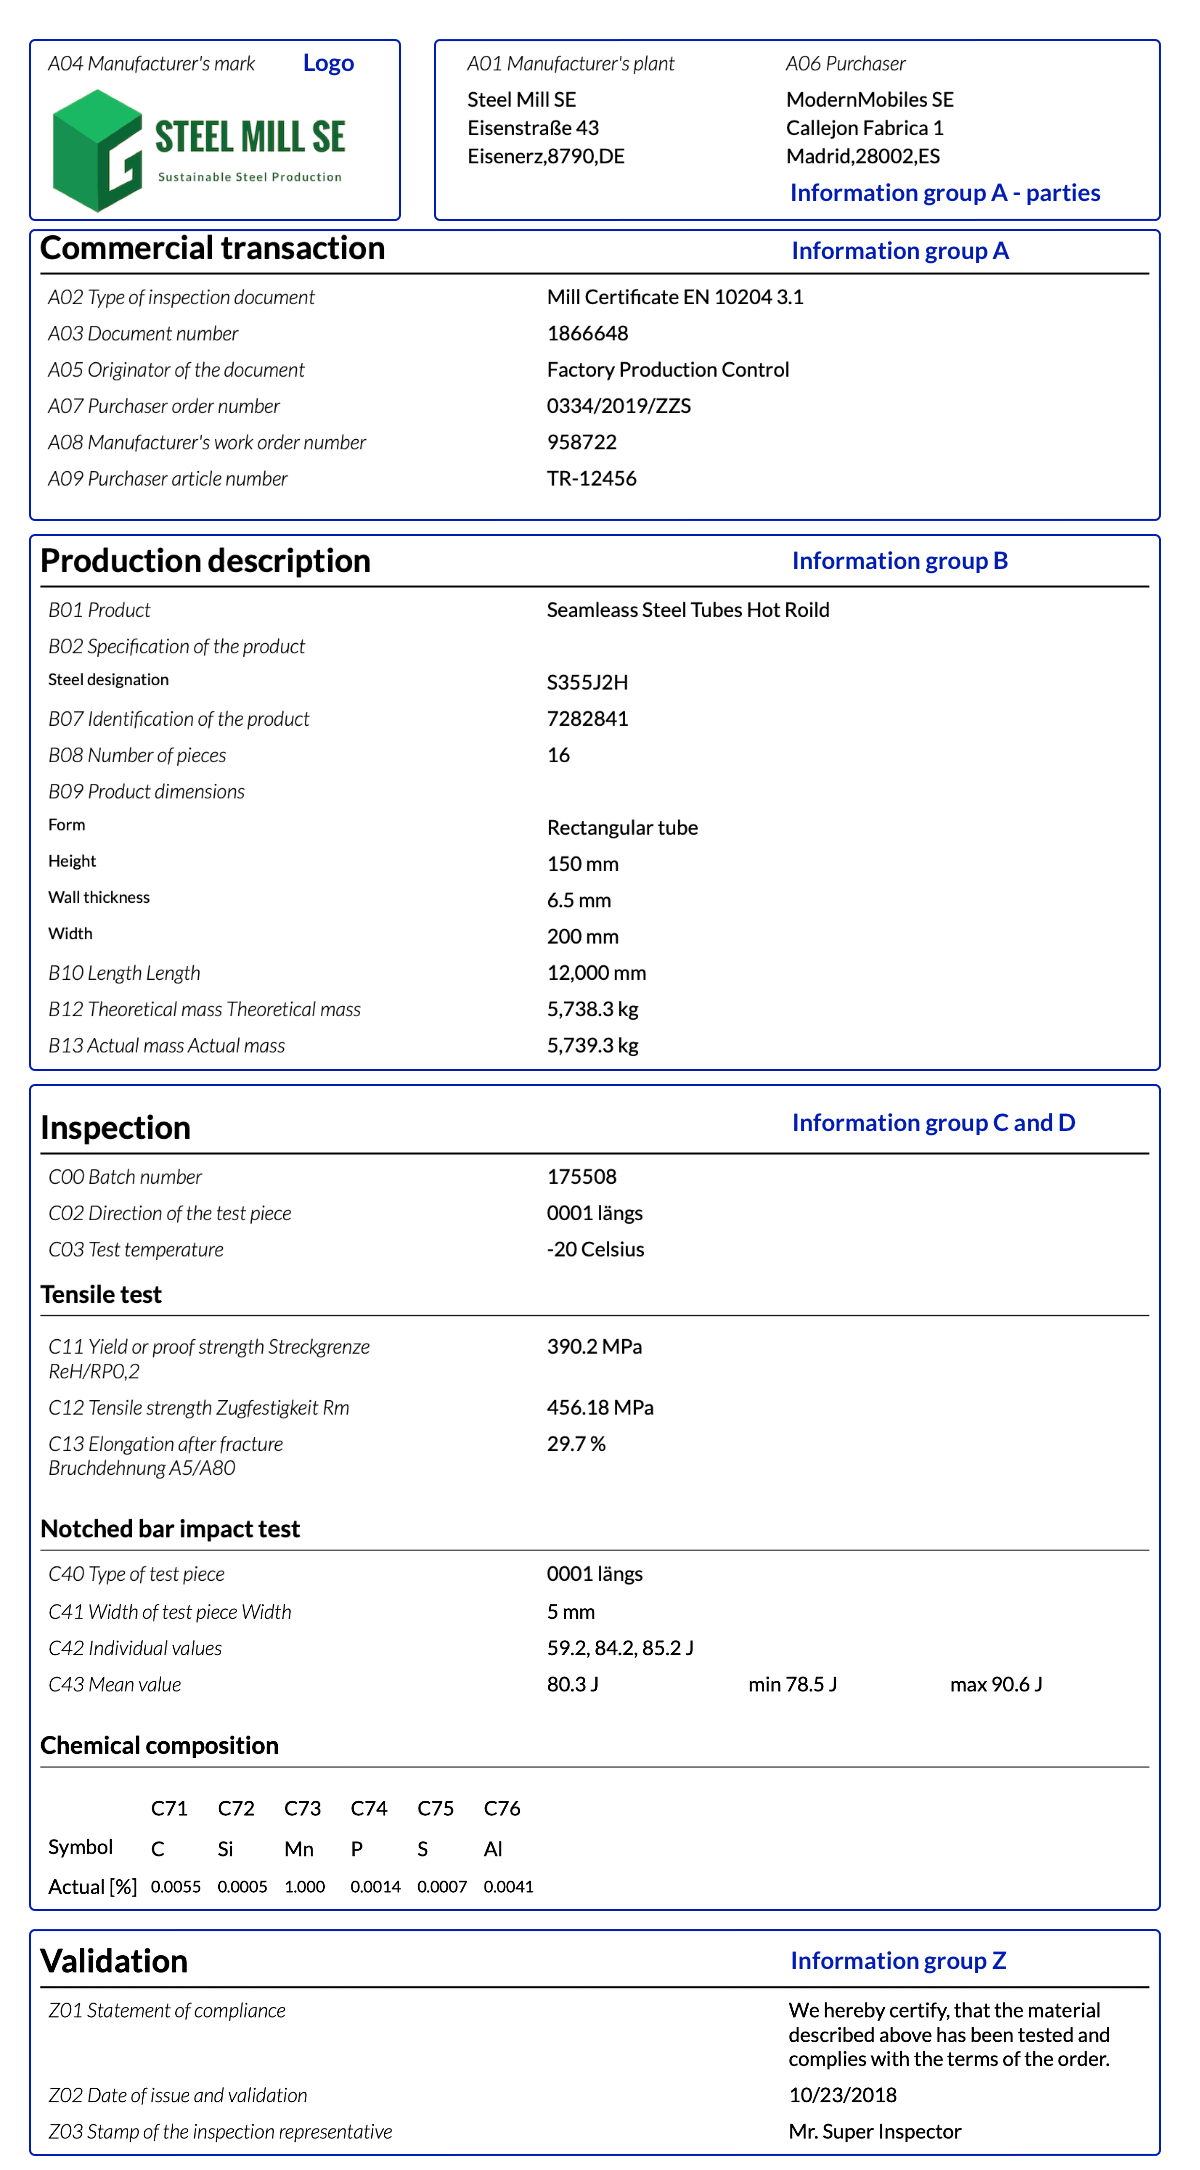 A04 Manufacturer's mark Logo
STEEL MILL SE
Sustainable Steel Production
A01 Manufacturer's plant
Steel Mill SE
Eisenstraße 43
Eisenerz,8790,DE
A06 Purchaser
ModernMobiles SE
Callejon Fabrica 1
Madrid,28002,ES
Information group A - parties
Commercial transaction Information group A
A02 Type of inspection document Mill Certificate EN 10204 3.1
A03 Document number 1866648
A05 Originator of the document Factory Production Control
A07 Purchaser order number 0334/2019/ZZS
A08 Manufacturer's work order number 958722
A09 Purchaser article number TR-12456
Production description Information group B
B01 Product Seamleass Steel Tubes Hot Roild
B02 Specification of the product
Steel designation S355J2H
B07 Identification of the product 7282841
B08 Number of pieces 16
B09 Product dimensions
Form Rectangular tube
Height 150 mm
Wall thickness 6.5 mm
Width 200 mm
B10 Length Length 12,000 mm
B12 Theoretical mass Theoretical mass 5,738.3 kg
B13 Actual mass Actual mass 5,739.3 kg
Inspection Information group C and D
C00 Batch number 175508
C02 Direction of the test piece 0001 längs
C03 Test temperature -20 Celsius
Tensile test
C11 Yield or proof strength Streckgrenze 390.2 MPa
ReH/RP0,2
C12 Tensile strength Zugfestigkeit Rm 456.18 MPa
C13 Elongation after fracture 29.7 %
Bruchdehnung A5/A80
Notched bar impact test
C40 Type of test piece 0001 längs
C41 Width of test piece Width 5 mm
C42 Individual values 59.2, 84.2, 85.2 J
C43 Mean value 80.3 J min 78.5 J max 90.6 J
Chemical composition
C71 C72 C73 C74 C75 C76
Symbol C Si Mn P S Al
Actual [%] 0.0055 0.0005 1.000 0.0014 0.0007 0.0041
Validation Information group Z
Z01 Statement of compliance We hereby certify, that the material
described above has been tested and
complies with the terms of the order.
Z02 Date of issue and validation 10/23/2018
Z03 Stamp of the inspection representative Mr. Super Inspector